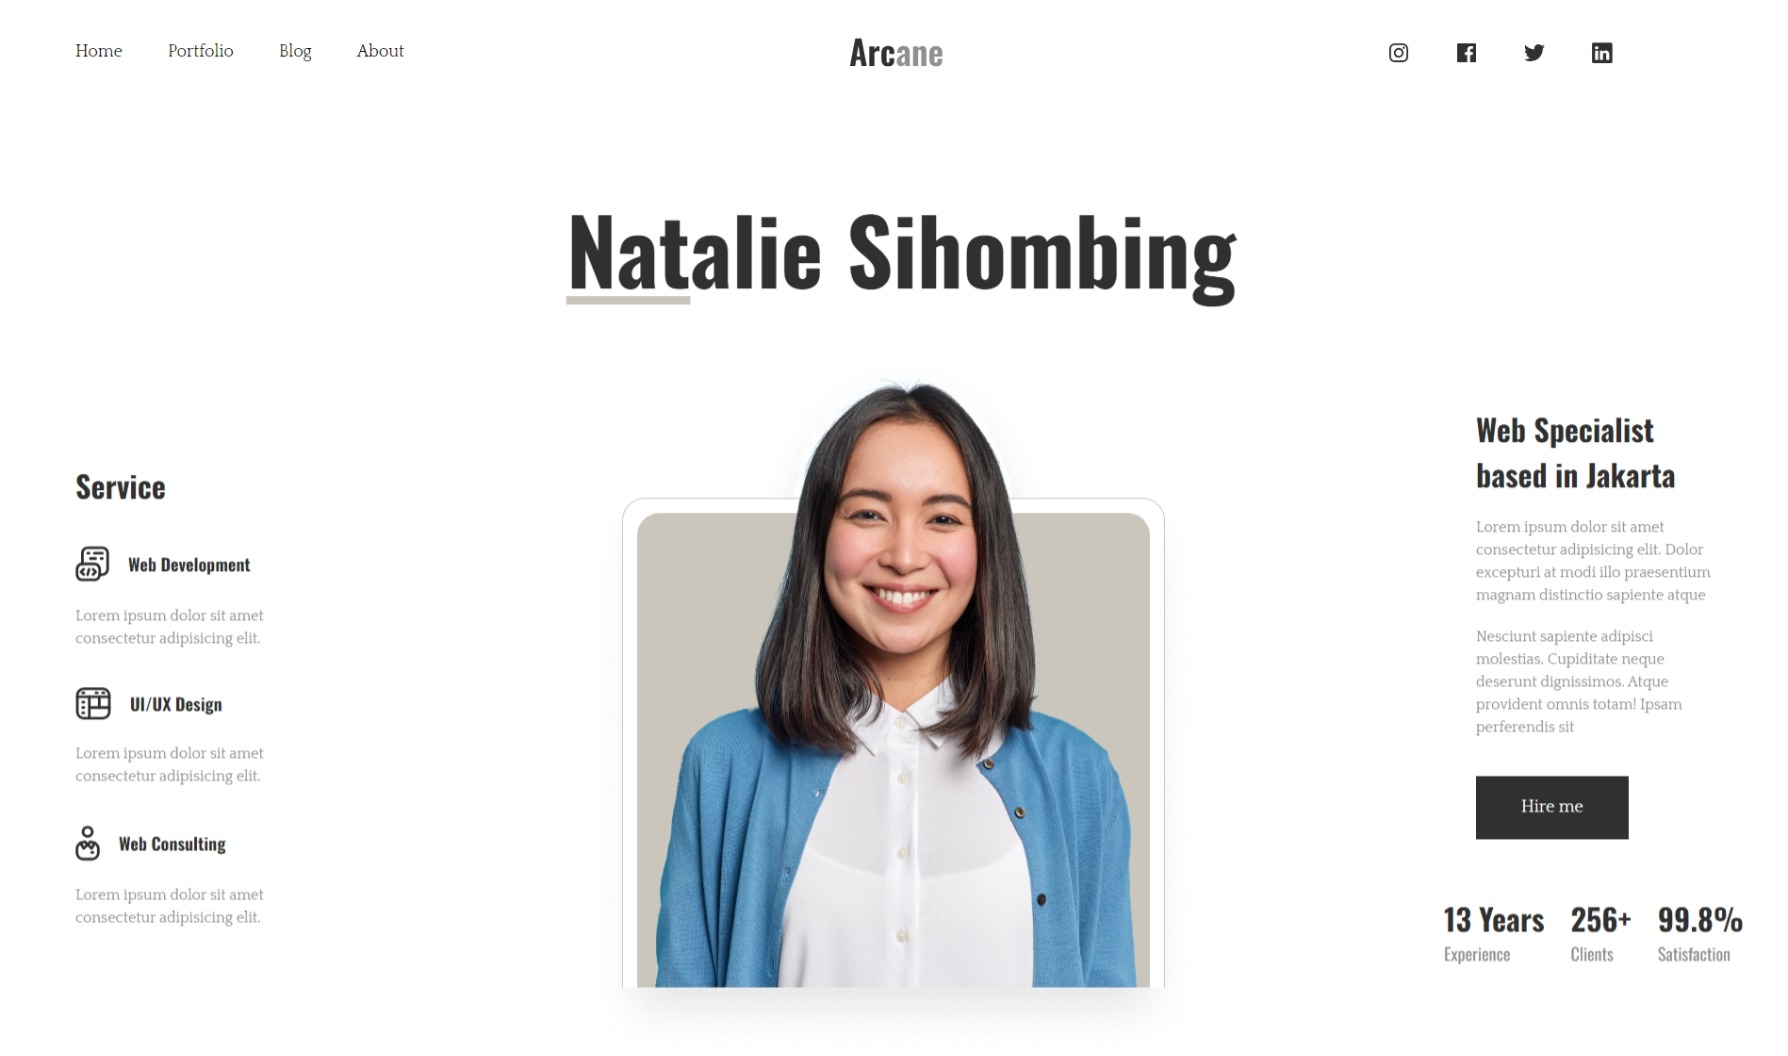 Home Portfolio Blog About
Arcane
Natalie Sihombing
Service
Web Development
Lorem ipsum dolor sit amet
consectetur adipisicing elit.
UI/UX Design
Lorem ipsum dolor sit amet
consectetur adipisicing elit.
Web Consulting
Lorem ipsum dolor sit amet
consectetur adipisicing elit.
Web Specialist
based in Jakarta
Lorem ipsum dolor sit amet
consectetur adipisicing elit. Dolor
excepturi at modi illo praesentium
magnam distinctio sapiente atque
Nesciunt sapiente adipisci
molestias. Cupiditate neque
deserunt dignissimos. Atque
provident omnis totam! Ipsam
perferendis sit
Hire me
13 Years 256+ 99.8%
Experience Clients Satisfaction